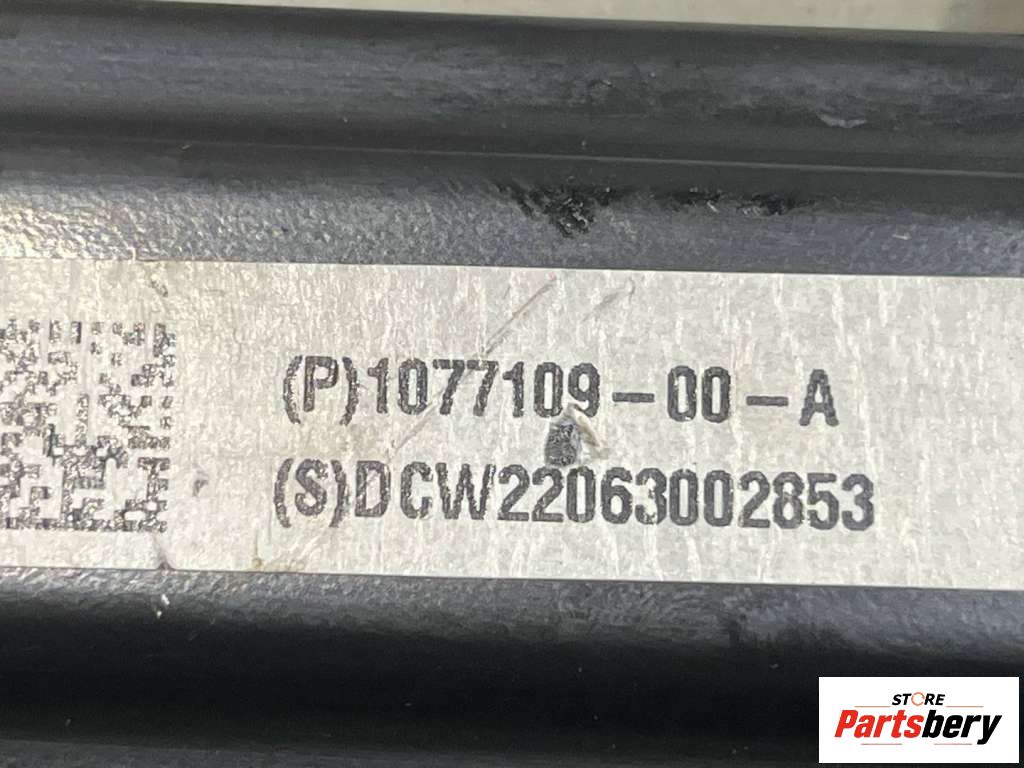 (P)1077109-00-A
(S)DCW22063002853
STORE
Partsbery